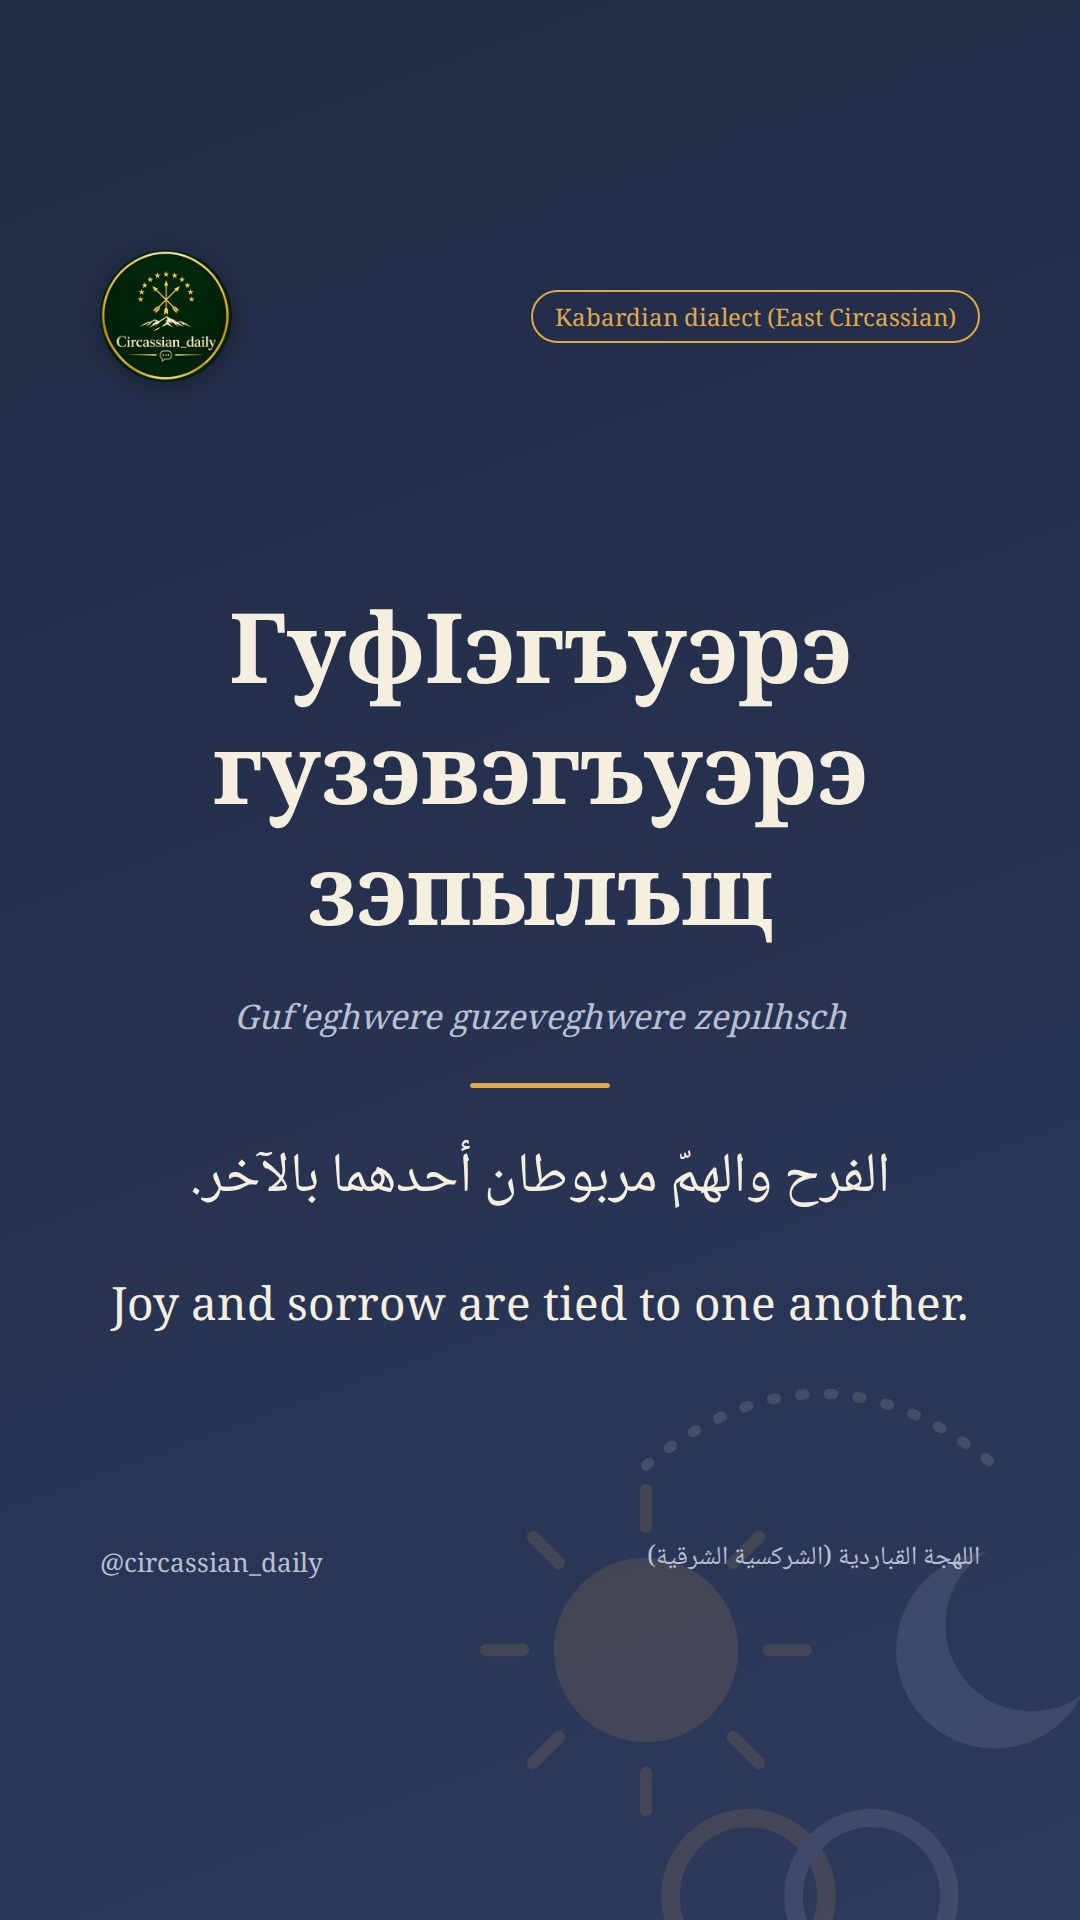 Circassian_daily
Kabardian dialect (East Circassian)
ГуфӀэгъуэрэ
гузэвэгъуэрэ
зэпылъщ
Guf'eghwere guzeveghwere zepılhsch
الفرح والهمّ مربوطان أحدهما بالآخر.
Joy and sorrow are tied to one another.
@circassian_daily
اللهجة القباردية (الشركسية الشرقية)